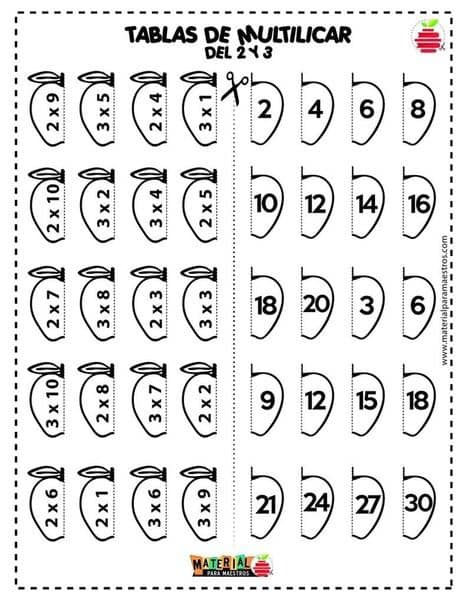 TABLAS DE MULTILICAR
DEL 2 Y 3
2 x 9 3 x 5 2 x 4 3 x 1 2 4 6 8
2 x 10 3 x 2 3 x 4 2 x 5 10 12 14 16
2 x 7 3 x 8 2 x 3 3 x 3 18 20 3 6
3 x 10 2 x 8 3 x 7 2 x 2 9 12 15 18
2 x 6 2 x 1 3 x 6 3 x 9 21 24 27 30
www.materialparamaestros.com
MATERIAL
PARA MAESTROS